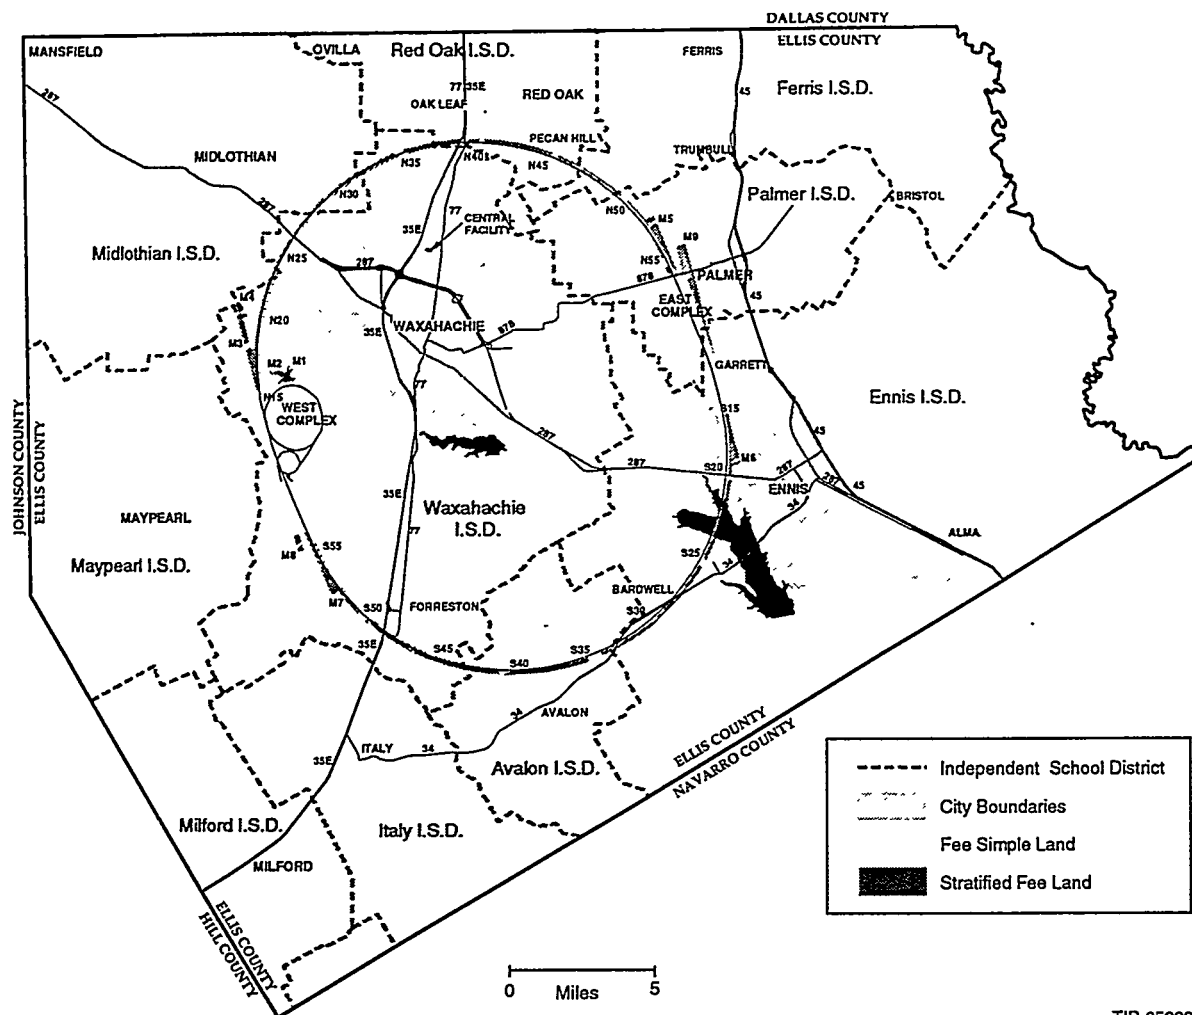 DALLAS COUNTY
ELLIS COUNTY
MANSFIELD
OVILLA
Red Oak I.S.D.
FERRIS
287
77
35E
45
Ferris I.S.D.
OAK LEAF
RED OAK
PECAN HILL
TRUMBULL
MIDLOTHIAN
N35
N40
N45
N30
Palmer I.S.D.
BRISTOL
287
77
N50
M5
35E
CENTRAL
FACILITY
M9
Midlothian I.S.D.
N25
287
N55
PALMER
878
45
M4
EAST
COMPLEX
N20
35E
WAXAHACHIE
878
M3
M2
M1
GARRETT
77
N15
WEST
COMPLEX
Ennis I.S.D.
S15
JOHNSON COUNTY
ELLIS COUNTY
287
45
M6
S20
287
ENNIS
287
45
35E
Waxahachie
I.S.D.
77
34
MAYPEARL
ALMA
S55
M8
S25
Maypearl I.S.D.
34
BARDWELL
M7
S50
FORRESTON
S30
35E
S45
S40
S35
34
AVALON
ITALY
34
35E
Avalon I.S.D.
ELLIS COUNTY
NAVARRO COUNTY
Independent School District
City Boundaries
Fee Simple Land
Stratified Fee Land
Milford I.S.D.
Italy I.S.D.
MILFORD
ELLIS COUNTY
HILL COUNTY
0
Miles
5